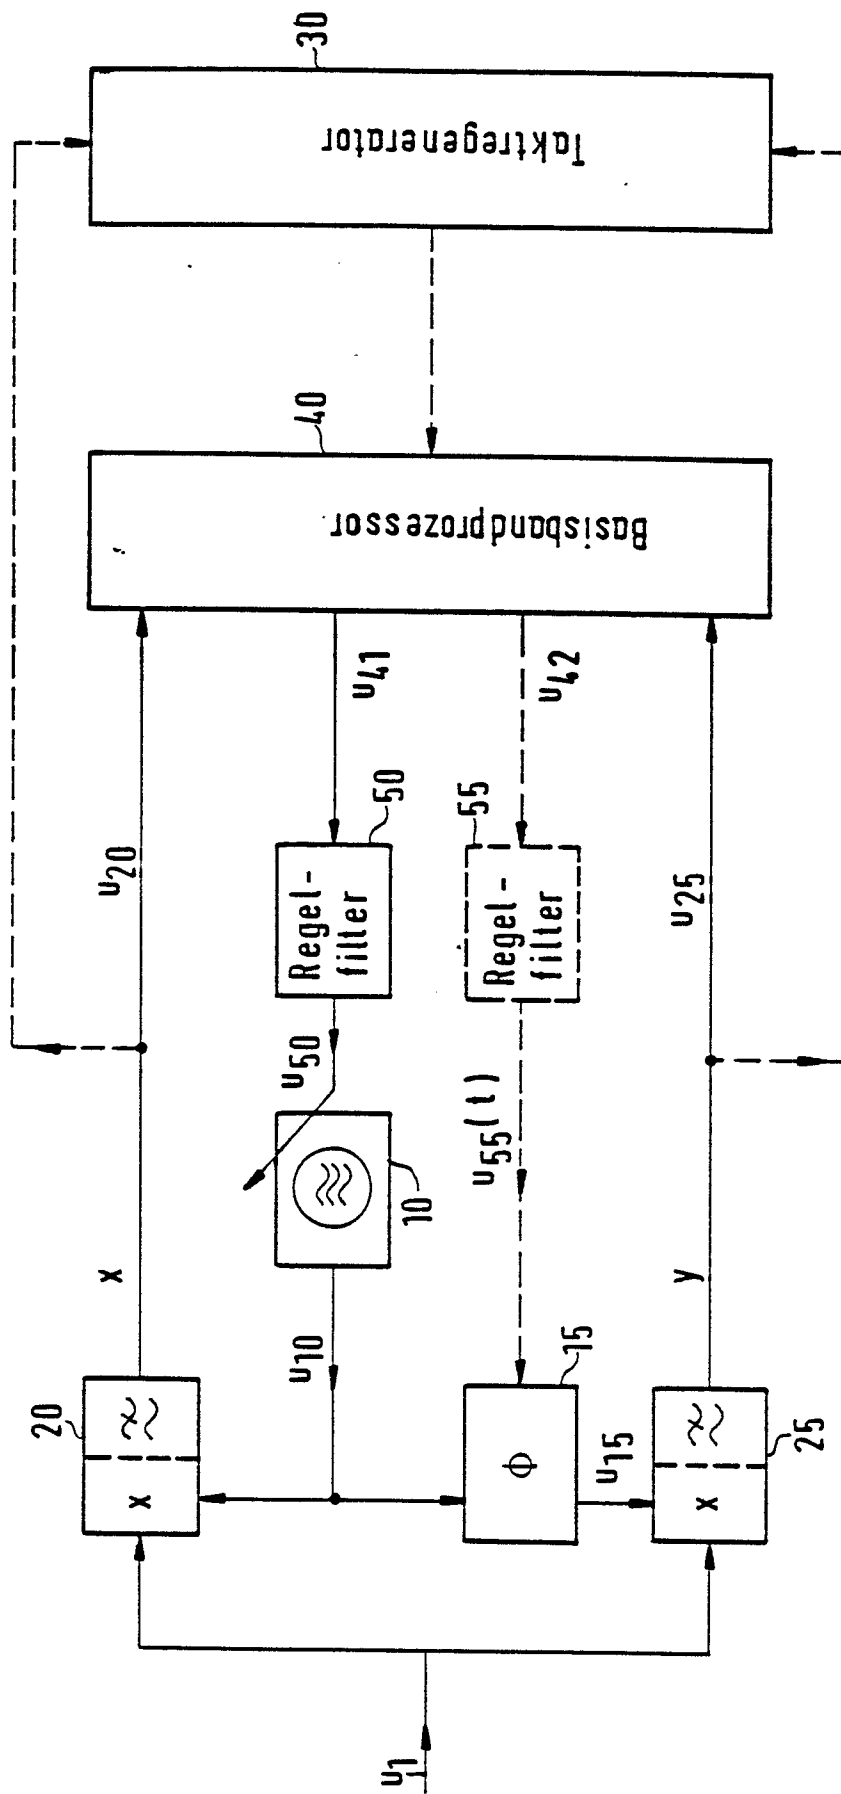 30
Taktregenerator
40
Basisbandprozessor
u41
u42
u20
50
Regel-
filter
55
Regel-
filter
u25
u50
u55(t)
10
x
y
u10
15
Φ
u15
20
x
25
x
u1